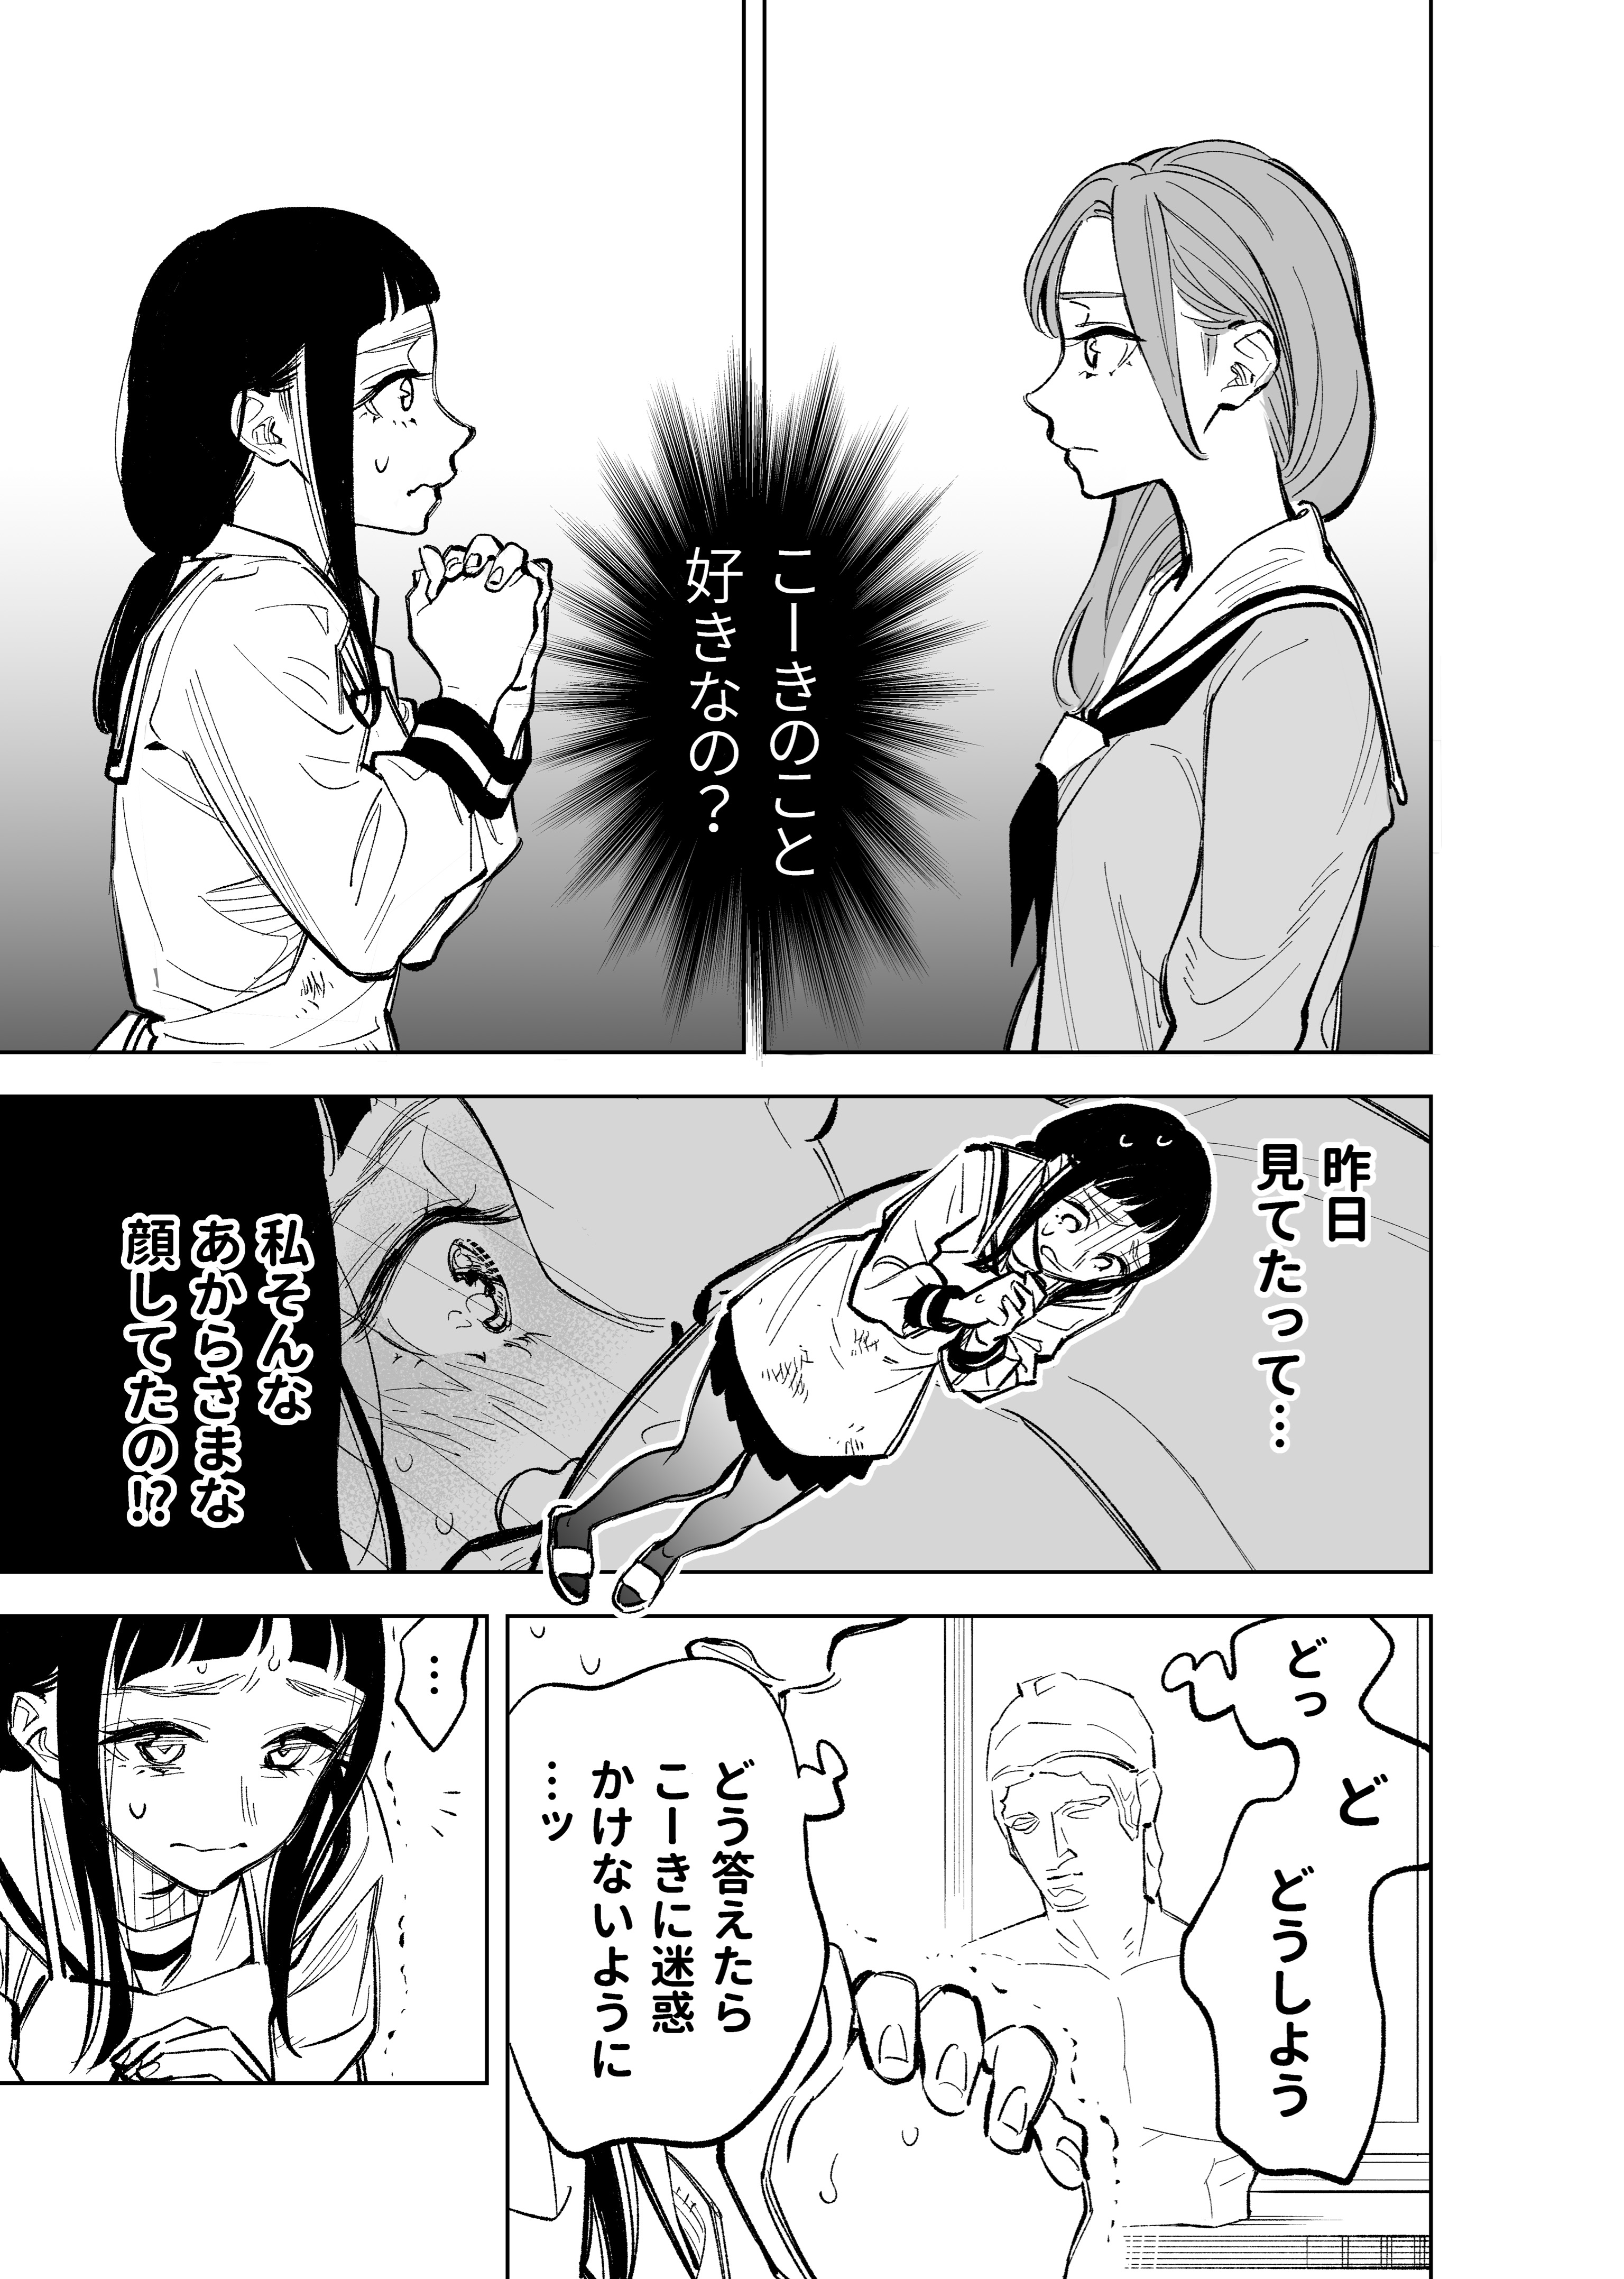 こーきのこと
好きなの？
昨日
見てたって…
私そんな
あからさまな
顔してたの!?
どっ
ど
どうしよう
どう答えたら
こーきに迷惑
かけないように
…ッ
…